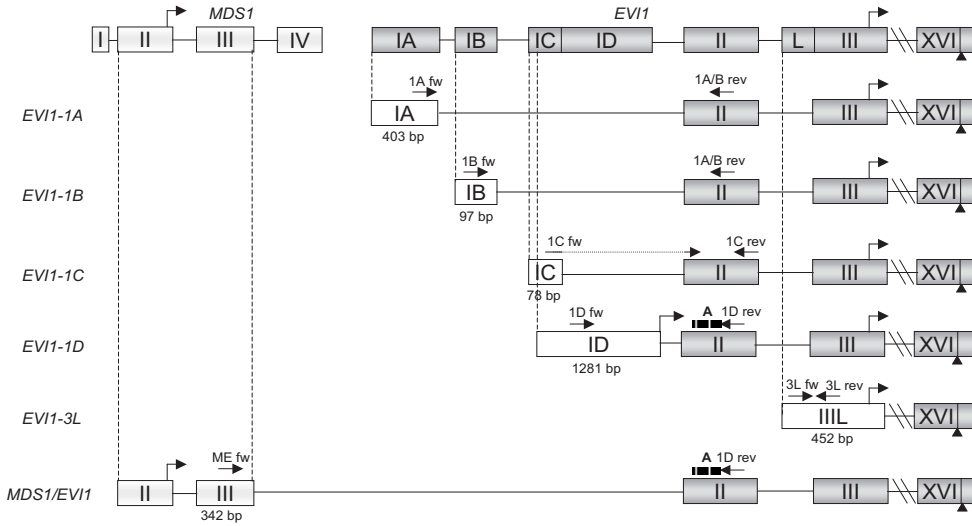 MDS1 EVI1
I II III IV IA IB IC ID II L III XVI
1A fw 1A/B rev
EVI1-1A IA II III XVI
403 bp
1B fw 1A/B rev
EVI1-1B IB II III XVI
97 bp
1C fw 1C rev
EVI1-1C IC II III XVI
78 bp
1D fw A 1D rev
EVI1-1D ID II III XVI
1281 bp
3L fw 3L rev
EVI1-3L IIIL XVI
452 bp
ME fw A 1D rev
MDS1/EVI1 II III II III XVI
342 bp